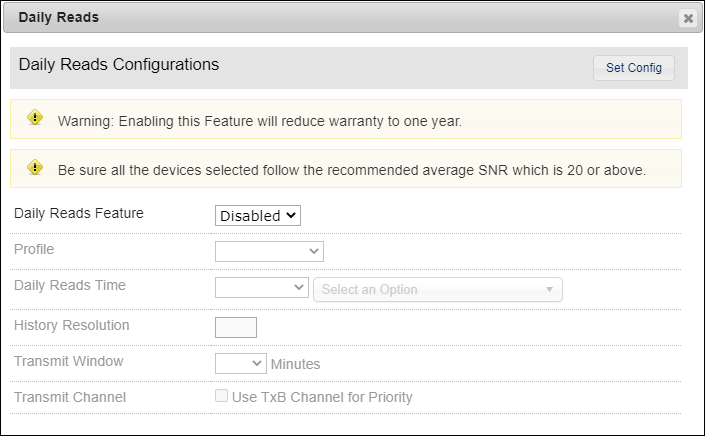 Daily Reads
Daily Reads Configurations
Set Config
Warning: Enabling this Feature will reduce warranty to one year.
Be sure all the devices selected follow the recommended average SNR which is 20 or above.
Daily Reads Feature Disabled
Profile
Daily Reads Time Select an Option
History Resolution
Transmit Window Minutes
Transmit Channel Use TxB Channel for Priority